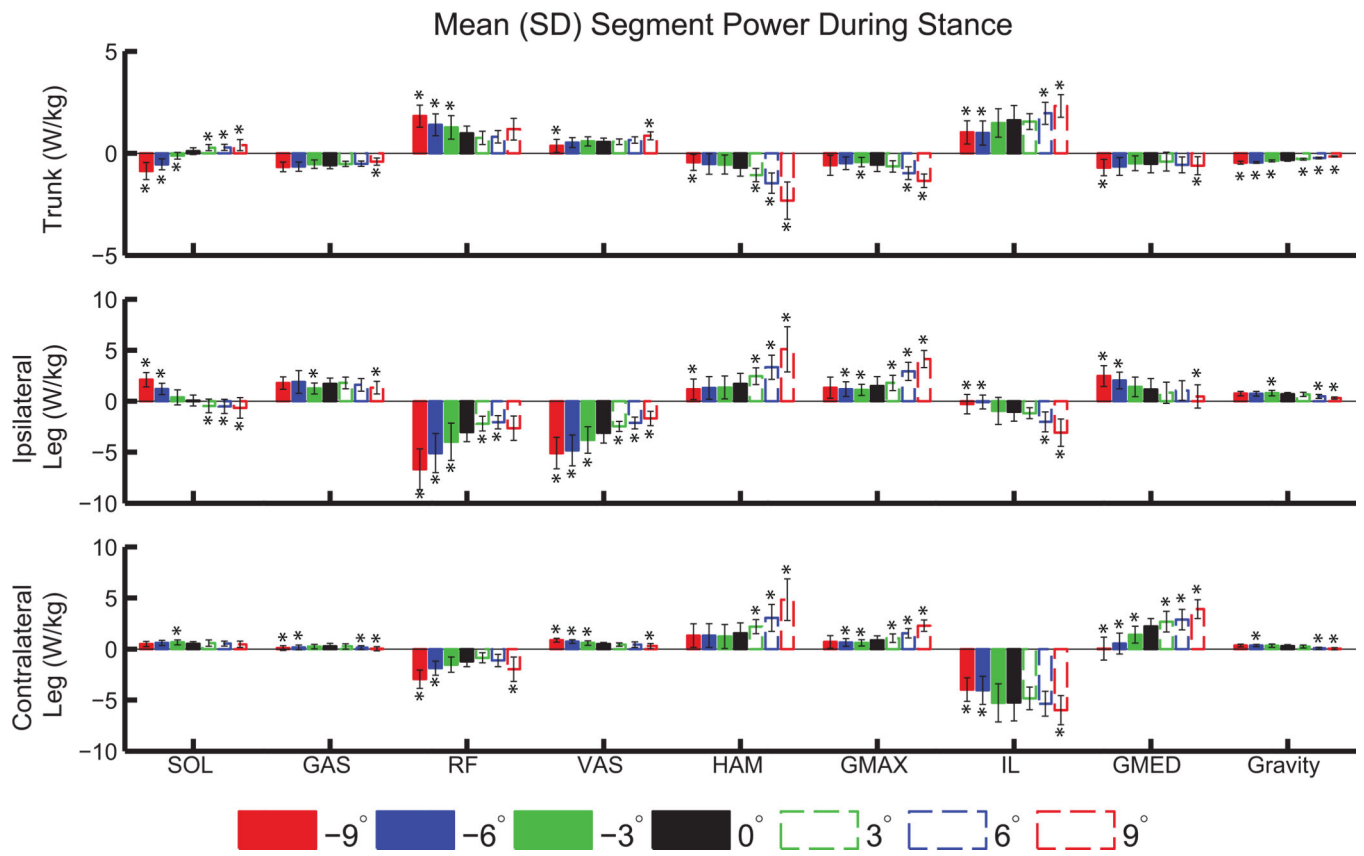 Mean (SD) Segment Power During Stance
Trunk (W/kg)
5
0
−5
Ipsilateral
Leg (W/kg)
10
5
0
−5
−10
Contralateral
Leg (W/kg)
10
5
0
−5
−10
SOL GAS RF VAS HAM GMAX IL GMED Gravity
−9° −6° −3° 0° 3° 6° 9°